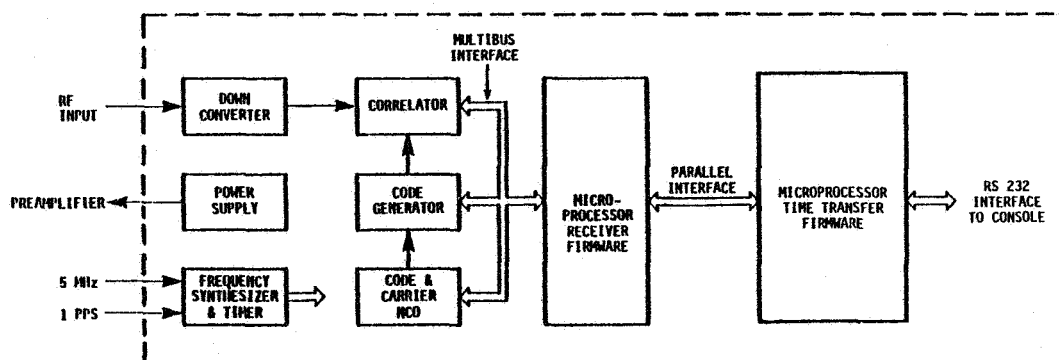 MULTIBUS
INTERFACE
RF
INPUT
DOWN
CONVERTER
CORRELATOR
PREAMPLIFIER
POWER
SUPPLY
CODE
GENERATOR
MICRO-
PROCESSOR
RECEIVER
FIRMWARE
PARALLEL
INTERFACE
MICROPROCESSOR
TIME TRANSFER
FIRMWARE
RS 232
INTERFACE
TO CONSOLE
5 MHz
1 PPS
FREQUENCY
SYNTHESIZER
& TIMER
CODE &
CARRIER
NCO